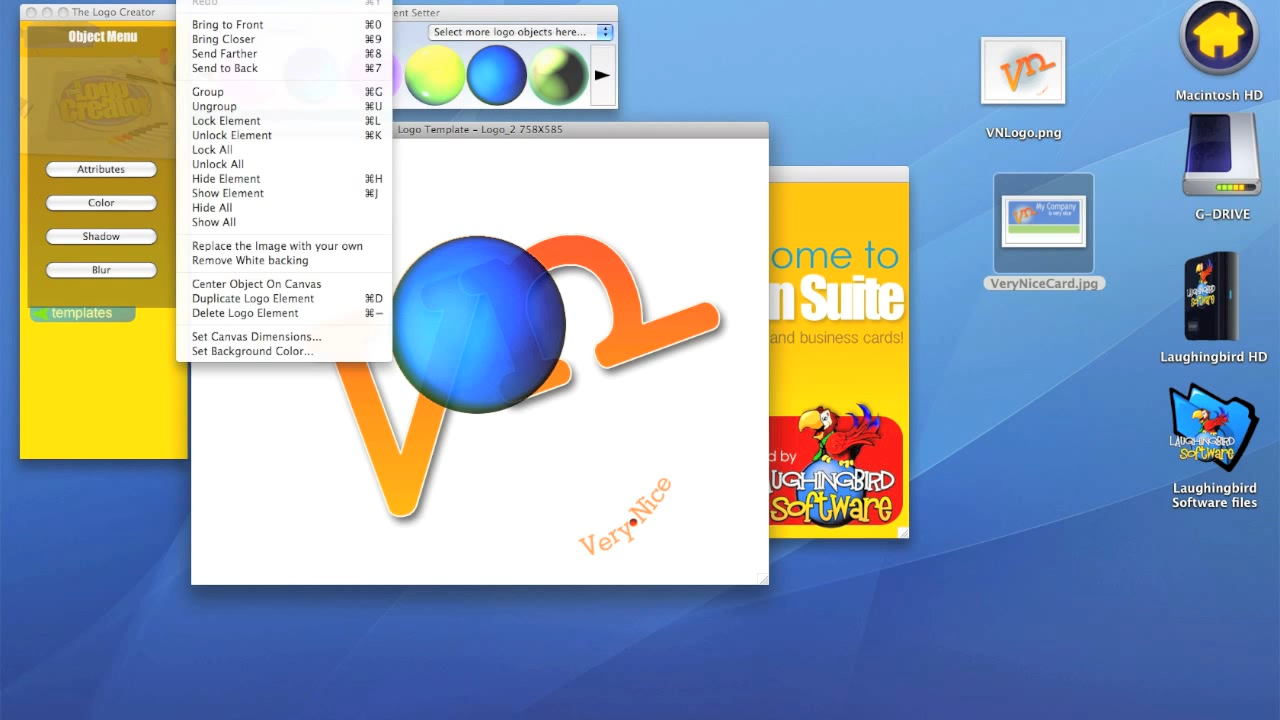 The Logo Creator
Object Menu
Logo
Creator
Attributes
Color
Shadow
Blur
templates
Redo ⌘Y
Bring to Front ⌘0
Bring Closer ⌘9
Send Farther ⌘8
Send to Back ⌘7
Group ⌘G
Ungroup ⌘U
Lock Element ⌘L
Unlock Element ⌘K
Lock All
Unlock All
Hide Element ⌘H
Show Element ⌘J
Hide All
Show All
Replace the Image with your own
Remove White backing
Center Object On Canvas
Duplicate Logo Element ⌘D
Delete Logo Element ⌘−
Set Canvas Dimensions...
Set Background Color...
ent Setter
Select more logo objects here...
Logo Template – Logo_2 758X585
Vn
Very Nice
ome to
n Suite
and business cards!
d by
UGHINGBIRD
SOFTWARE
Vn
VNLogo.png
My Company
is very nice
VeryNiceCard.jpg
Macintosh HD
G-DRIVE
Laughingbird HD
LAUGHINGBIRD
SOFTWARE
Laughingbird
Software files